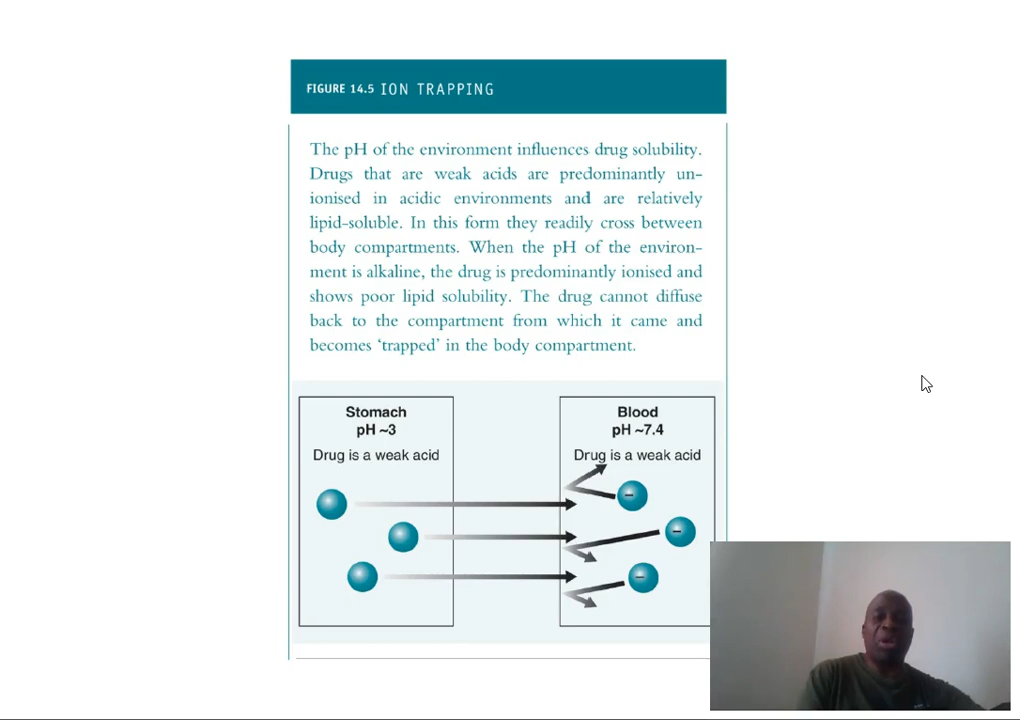 FIGURE 14.5 ION TRAPPING
The pH of the environment influences drug solubility.
Drugs that are weak acids are predominantly un-
ionised in acidic environments and are relatively
lipid-soluble. In this form they readily cross between
body compartments. When the pH of the environ-
ment is alkaline, the drug is predominantly ionised and
shows poor lipid solubility. The drug cannot diffuse
back to the compartment from which it came and
becomes ‘trapped’ in the body compartment.
Stomach
pH ~3
Drug is a weak acid
Blood
pH ~7.4
Drug is a weak acid
−
−
−